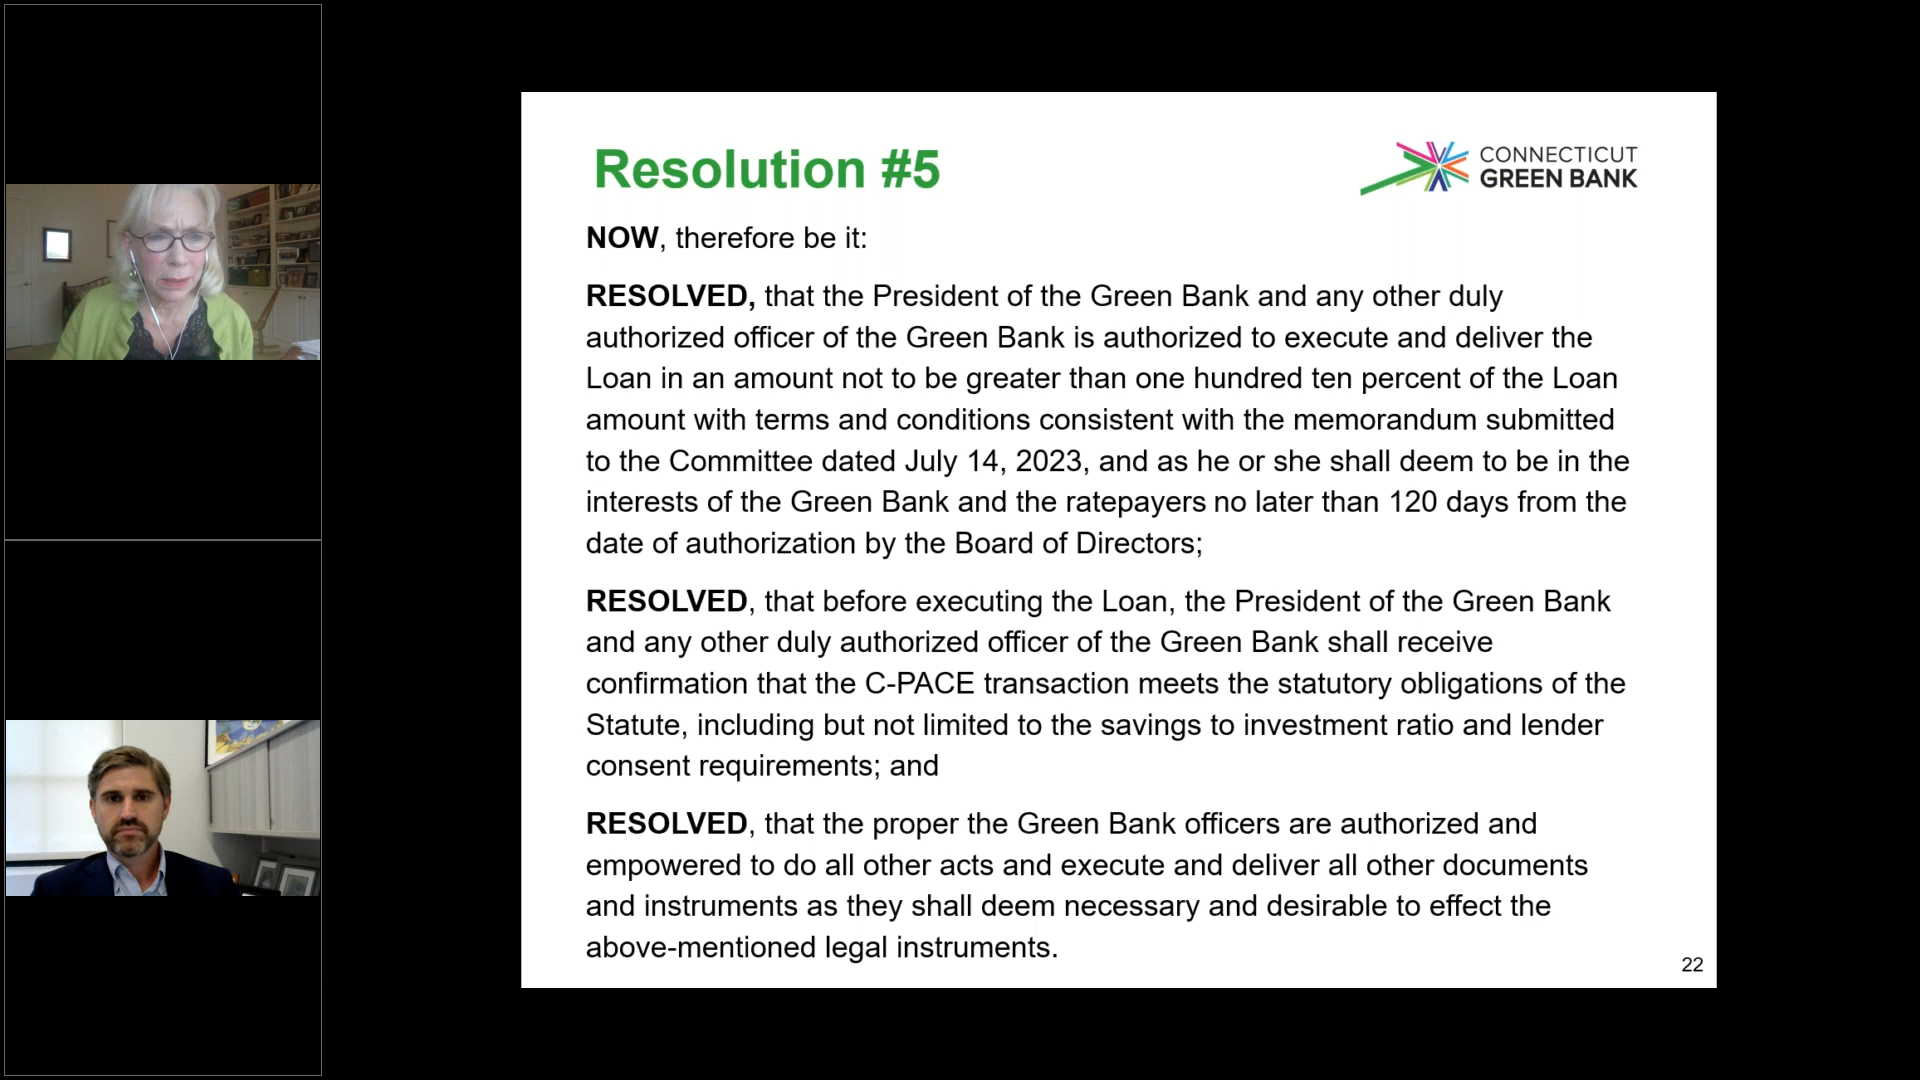 Resolution #5
CONNECTICUT
GREEN BANK
NOW, therefore be it:
RESOLVED, that the President of the Green Bank and any other duly
authorized officer of the Green Bank is authorized to execute and deliver the
Loan in an amount not to be greater than one hundred ten percent of the Loan
amount with terms and conditions consistent with the memorandum submitted
to the Committee dated July 14, 2023, and as he or she shall deem to be in the
interests of the Green Bank and the ratepayers no later than 120 days from the
date of authorization by the Board of Directors;
RESOLVED, that before executing the Loan, the President of the Green Bank
and any other duly authorized officer of the Green Bank shall receive
confirmation that the C-PACE transaction meets the statutory obligations of the
Statute, including but not limited to the savings to investment ratio and lender
consent requirements; and
RESOLVED, that the proper the Green Bank officers are authorized and
empowered to do all other acts and execute and deliver all other documents
and instruments as they shall deem necessary and desirable to effect the
above-mentioned legal instruments.
22